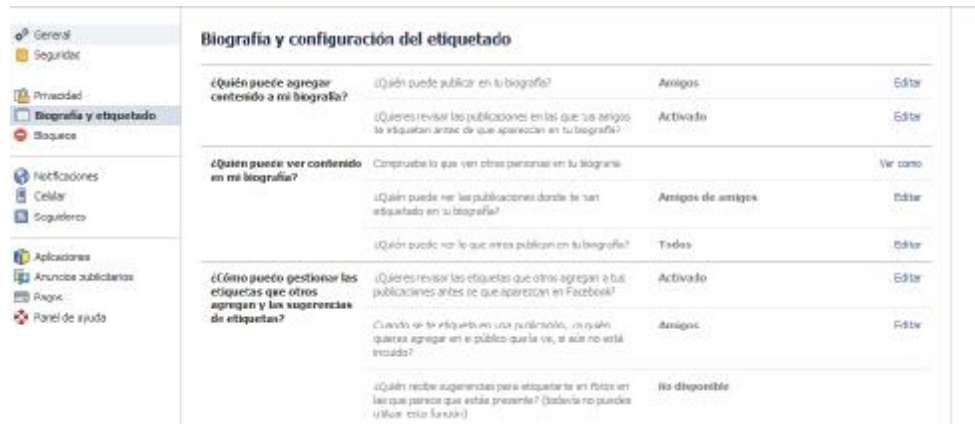 General
Seguridad
Privacidad
Biografía y etiquetado
Bloqueos
Notificaciones
Celular
Seguidores
Aplicaciones
Anuncios publicitarios
Pagos
Panel de ayuda
Biografía y configuración del etiquetado
¿Quién puede agregar
contenido a mi biografía?
¿Quién puede publicar en tu biografía?
Amigos
Editar
¿Quieres revisar las publicaciones en las que tus amigos
te etiquetan antes de que aparezcan en tu biografía?
Activado
Editar
¿Quién puede ver contenido
en mi biografía?
Comprueba lo que ven otras personas en tu biografía
Ver como
¿Quién puede ver las publicaciones donde te han
etiquetado en tu biografía?
Amigos de amigos
Editar
¿Quién puede ver lo que otros publican en tu biografía?
Todos
Editar
¿Cómo puedo gestionar las
etiquetas que otros
agregan y las sugerencias
de etiquetas?
¿Quieres revisar las etiquetas que otros agregan a tus
publicaciones antes de que aparezcan en Facebook?
Activado
Editar
Cuando se te etiqueta en una publicación, ¿a quién
quieres agregar en el público que la ve, si aún no está
incluido?
Amigos
Editar
¿Quién recibe sugerencias para etiquetarte en fotos en
las que parece que estás presente? (todavía no puedes
utilizar esta función)
No disponible